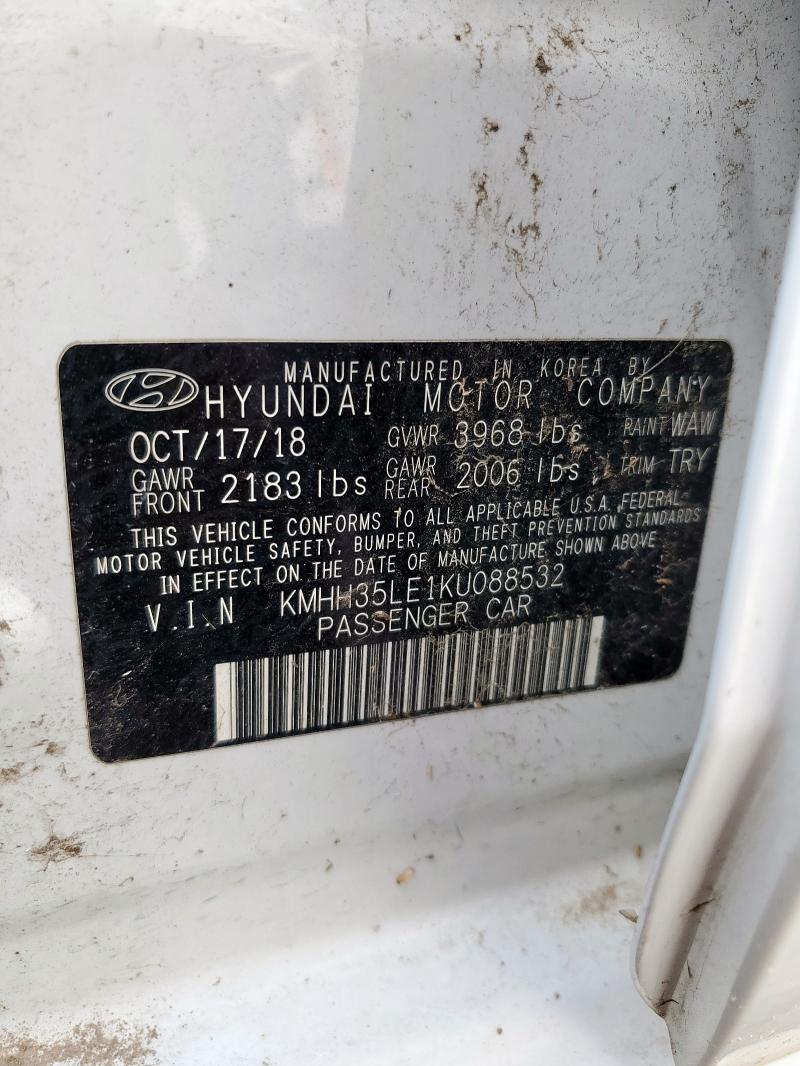 MANUFACTURED IN KOREA BY
HYUNDAI MOTOR COMPANY
OCT/17/18 GVWR 3968 lbs PAINT WAW
GAWR FRONT 2183 lbs GAWR REAR 2006 lbs TRIM TRY
THIS VEHICLE CONFORMS TO ALL APPLICABLE U.S.A. FEDERAL
MOTOR VEHICLE SAFETY, BUMPER, AND THEFT PREVENTION STANDARDS
IN EFFECT ON THE DATE OF MANUFACTURE SHOWN ABOVE
V.I.N KMHH35LE1KU088532
PASSENGER CAR